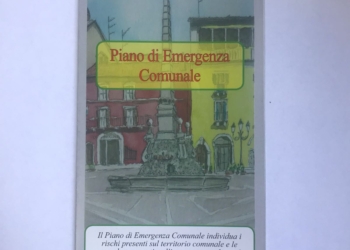 Piano di Emergenza
Comunale
Il Piano di Emergenza Comunale individua i
rischi presenti sul territorio comunale e le